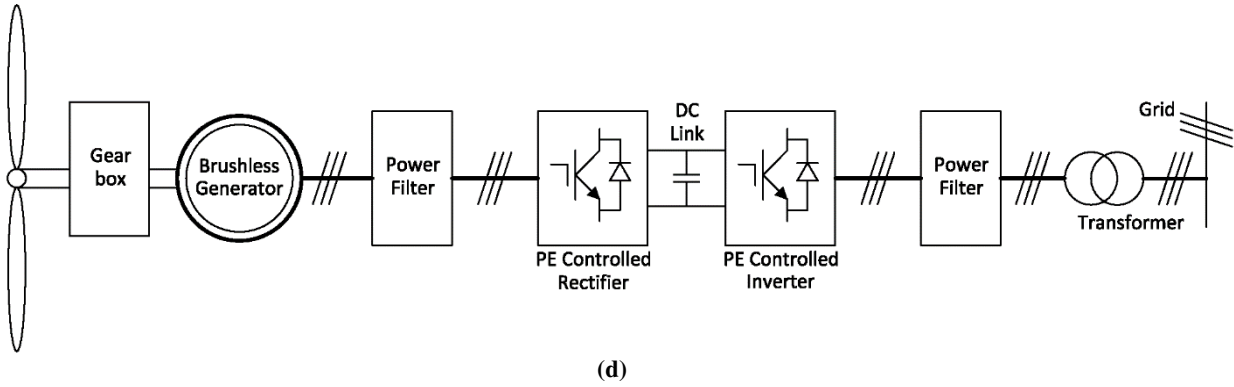 Gear
box
Brushless
Generator
Power
Filter
PE Controlled
Rectifier
DC
Link
PE Controlled
Inverter
Power
Filter
Transformer
Grid
(d)